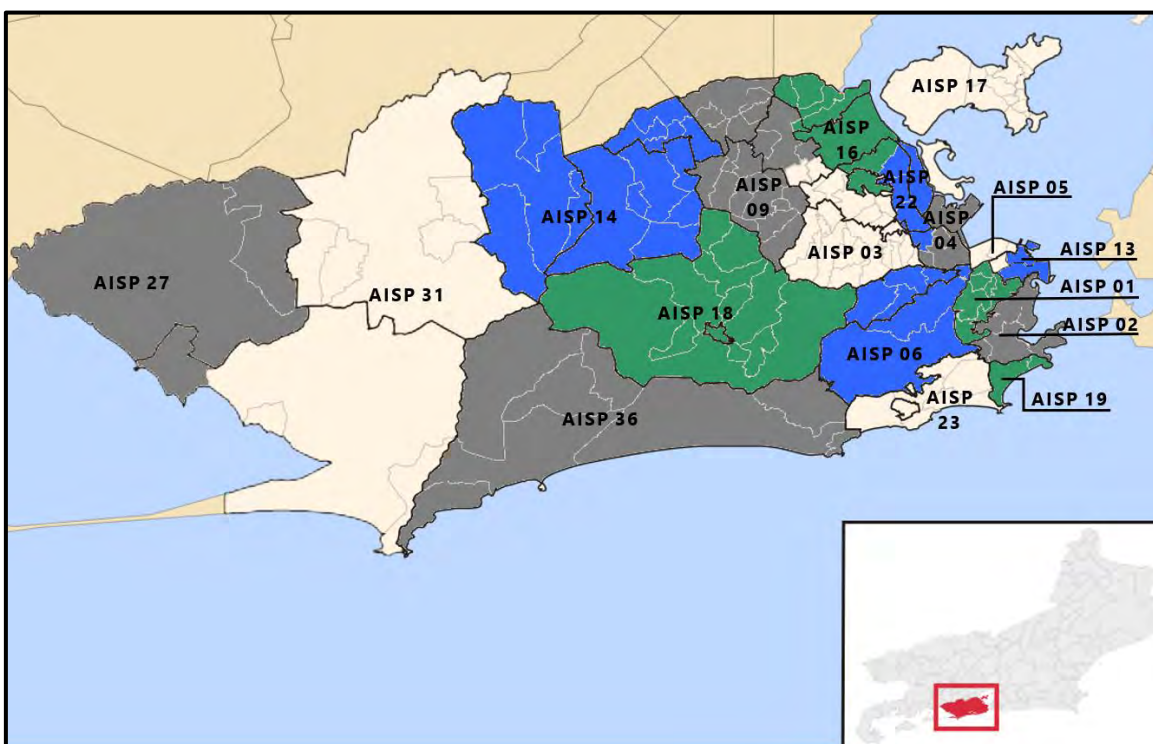 AISP 17
AISP
16
AISP 05
AISP
22
AISP
09
AISP 14
AISP
04
AISP 03
AISP 13
AISP 27
AISP 01
AISP 31
AISP 18
AISP 02
AISP 06
AISP 19
AISP
23
AISP 36